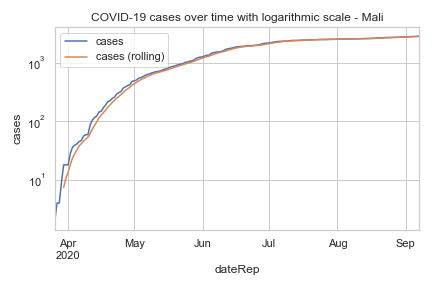 COVID-19 cases over time with logarithmic scale - Mali
cases
cases (rolling)
10³
10²
10¹
cases
Apr
2020
May
Jun
Jul
Aug
Sep
dateRep